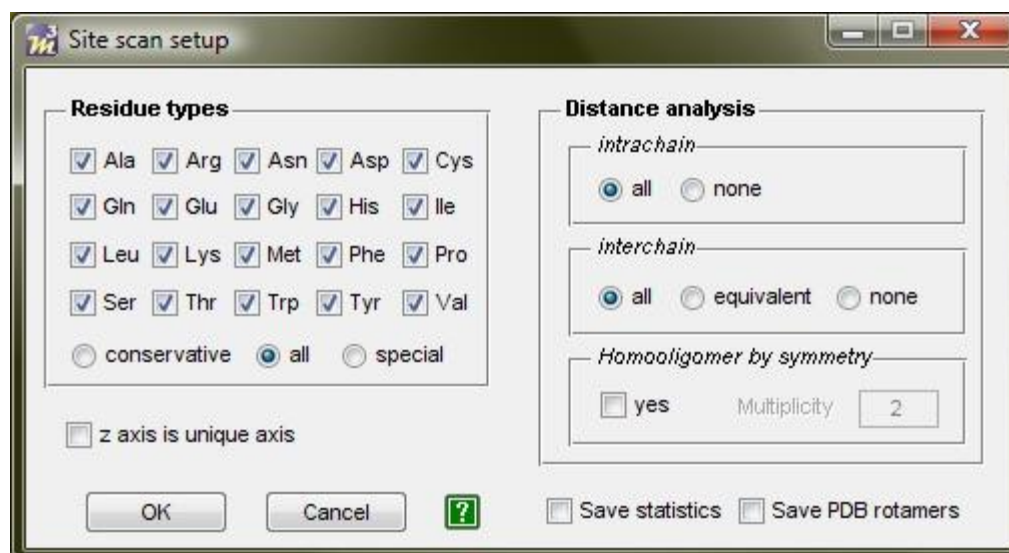 Site scan setup
Residue types
Ala Arg Asn Asp Cys
Gln Glu Gly His Ile
Leu Lys Met Phe Pro
Ser Thr Trp Tyr Val
conservative all special
z axis is unique axis
OK Cancel ?
Distance analysis
intrachain
all none
interchain
all equivalent none
Homooligomer by symmetry
yes Multiplicity 2
Save statistics Save PDB rotamers